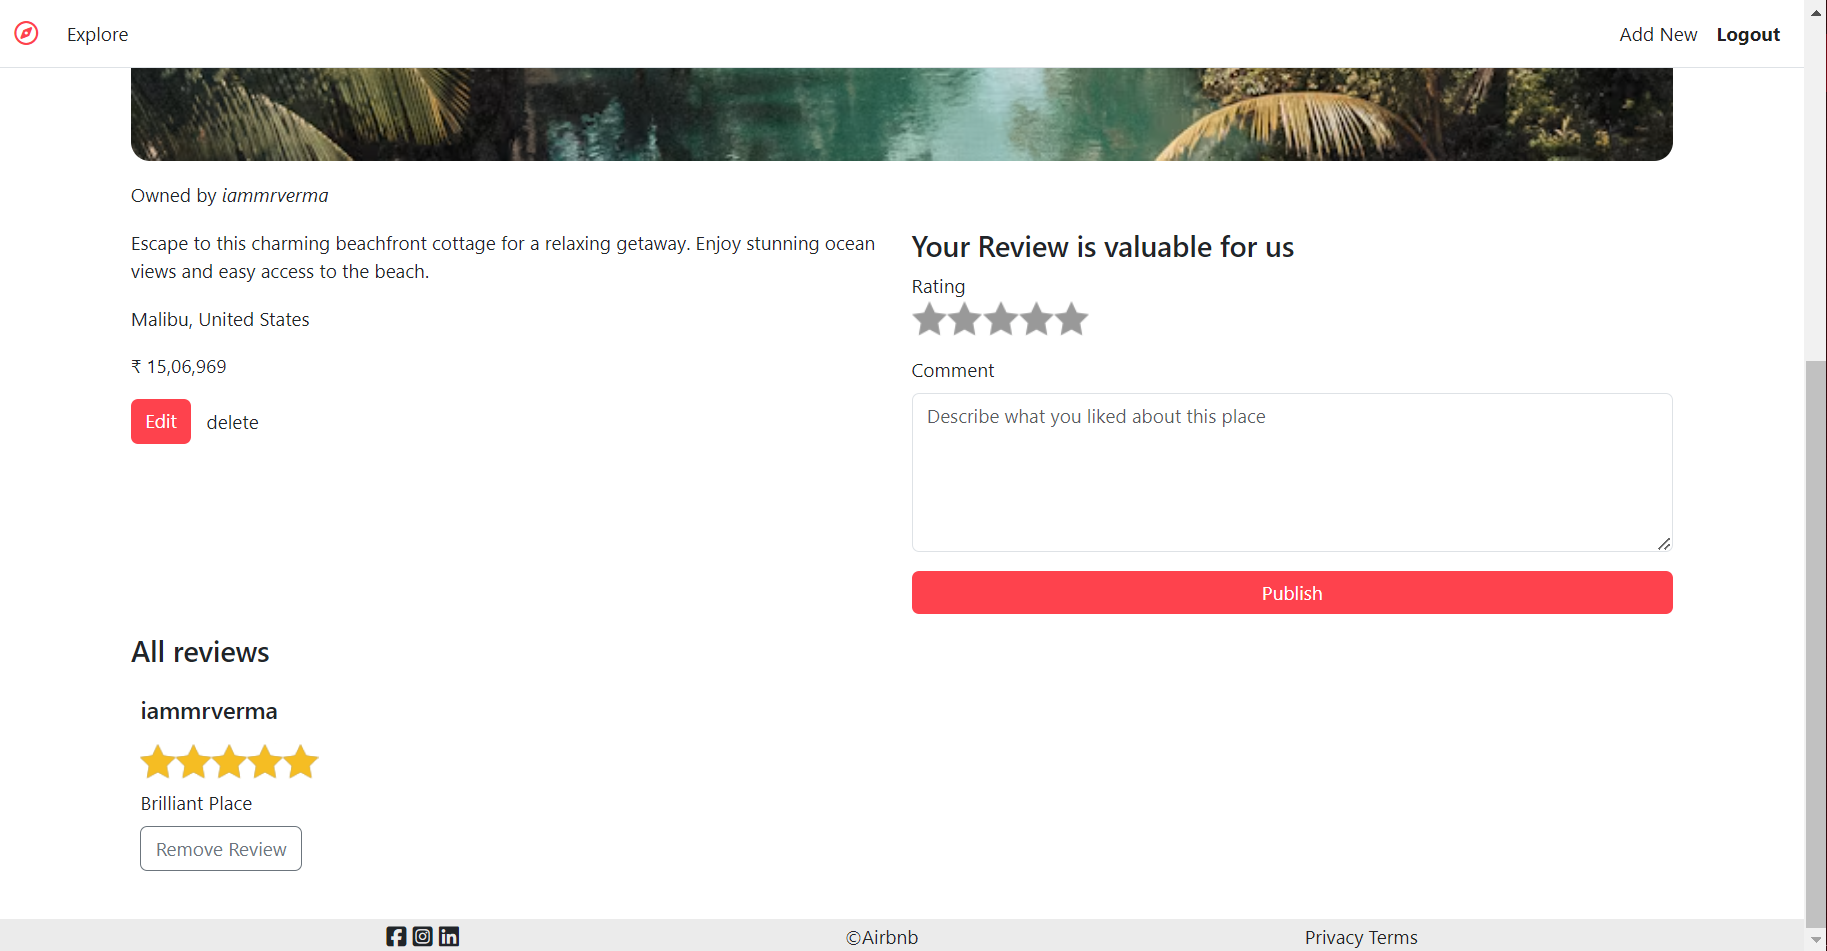 Explore
Add New Logout
Owned by iammrverma
Escape to this charming beachfront cottage for a relaxing getaway. Enjoy stunning ocean
views and easy access to the beach.
Malibu, United States
₹ 15,06,969
Edit delete
Your Review is valuable for us
Rating
Comment
Describe what you liked about this place
Publish
All reviews
iammrverma
Brilliant Place
Remove Review
©Airbnb
Privacy Terms